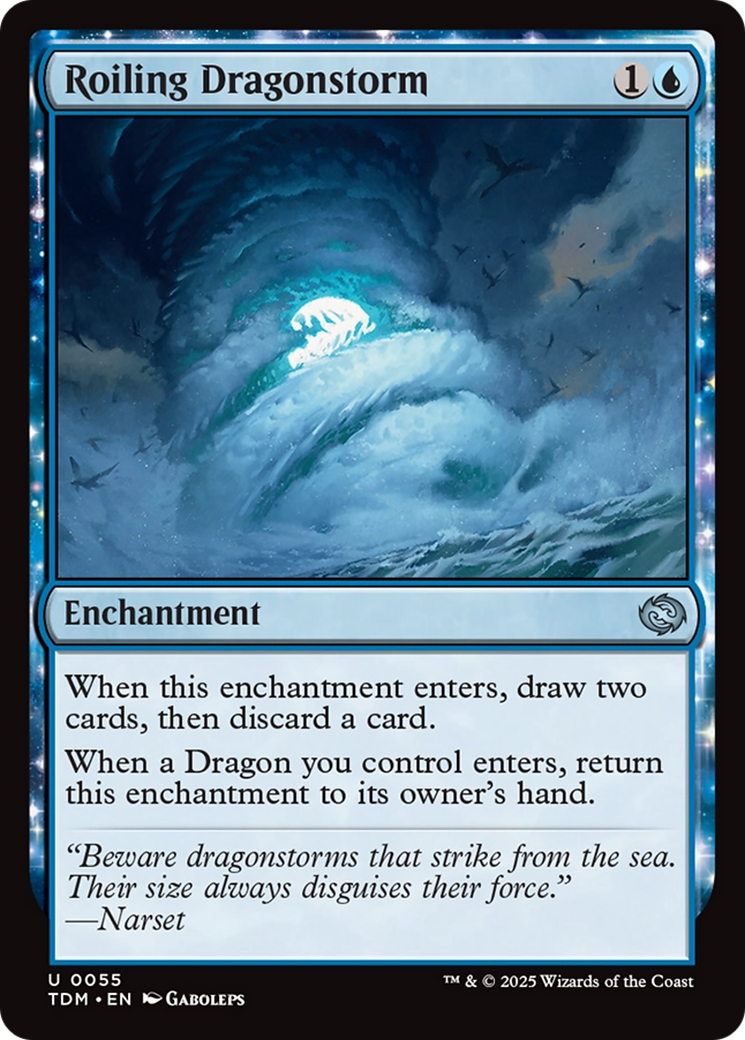 Roiling Dragonstorm 1
Enchantment
When this enchantment enters, draw two
cards, then discard a card.
When a Dragon you control enters, return
this enchantment to its owner's hand.
“Beware dragonstorms that strike from the sea.
Their size always disguises their force.”
—Narset
U 0055
TDM • EN Gaboleps
™ & © 2025 Wizards of the Coast